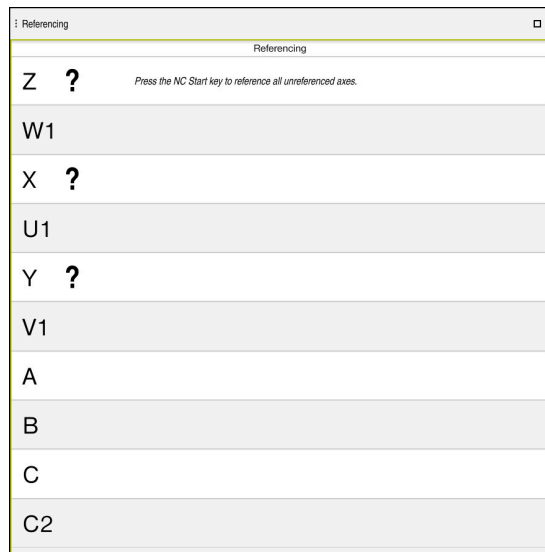 Referencing
Referencing
Z ? Press the NC Start key to reference all unreferenced axes.
W1
X ?
U1
Y ?
V1
A
B
C
C2